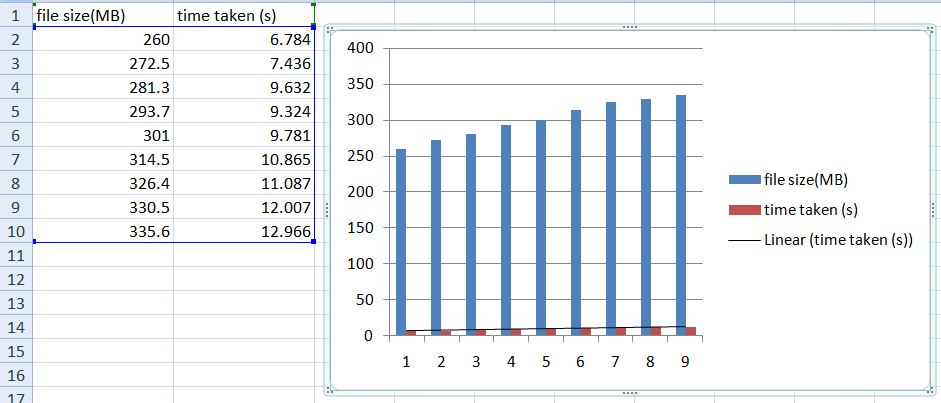 1 file size(MB) time taken (s)
2 260 6.784
3 272.5 7.436
4 281.3 9.632
5 293.7 9.324
6 301 9.781
7 314.5 10.865
8 326.4 11.087
9 330.5 12.007
10 335.6 12.966
11
12
13
14
15
16
17
400
350
300
250
200
150
100
50
0
1 2 3 4 5 6 7 8 9
file size(MB)
time taken (s)
Linear (time taken (s))